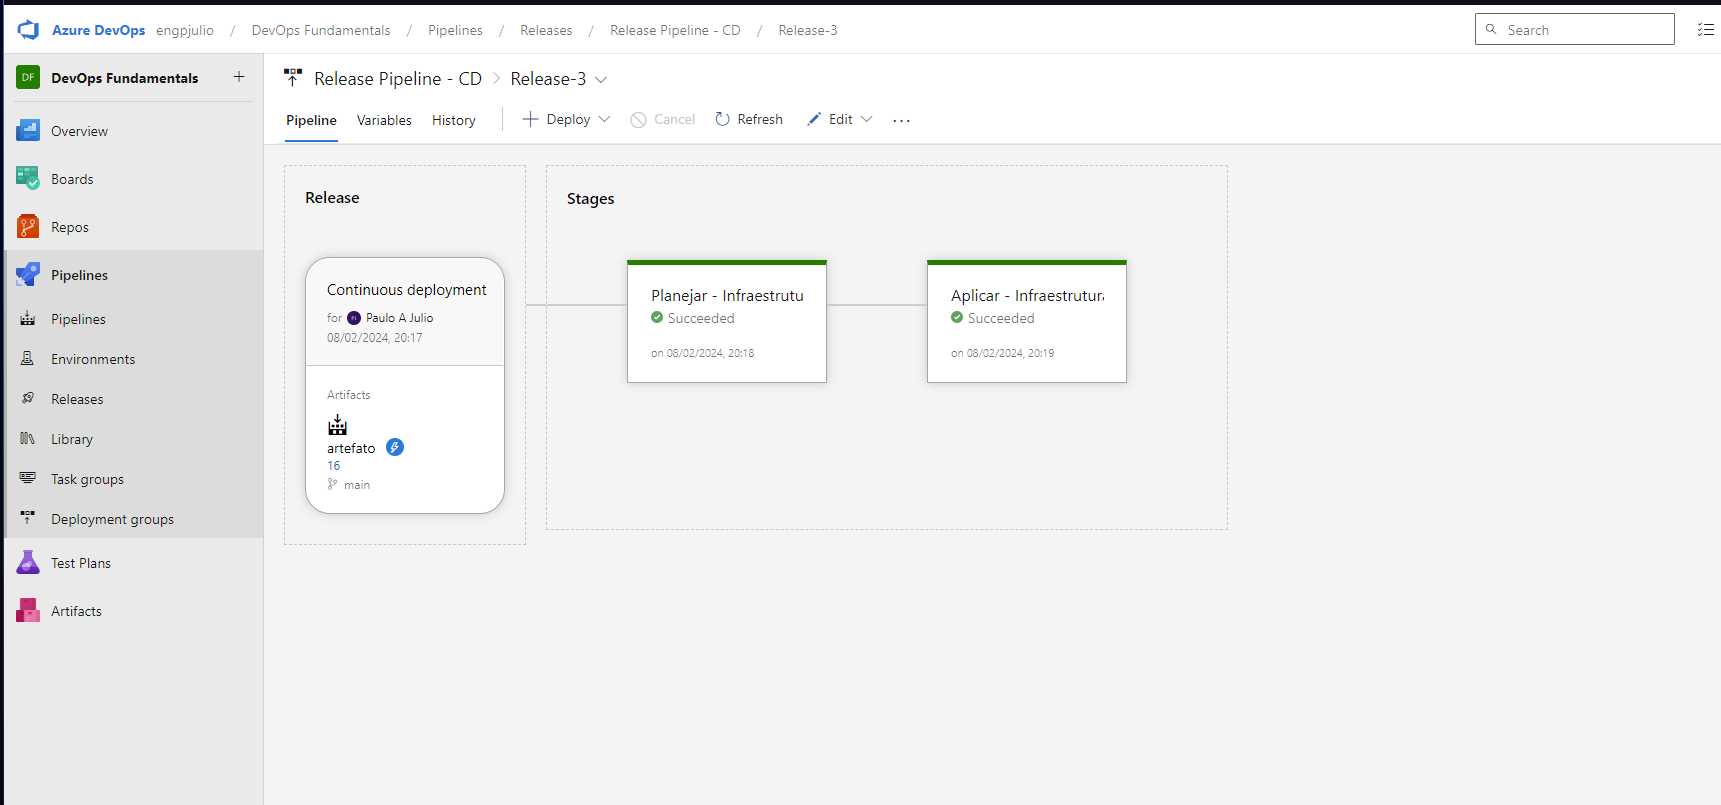 Azure DevOps engpjulio / DevOps Fundamentals / Pipelines / Releases / Release Pipeline - CD / Release-3
Search
DF DevOps Fundamentals +
Overview
Boards
Repos
Pipelines
Pipelines
Environments
Releases
Library
Task groups
Deployment groups
Test Plans
Artifacts
Release Pipeline - CD > Release-3
Pipeline Variables History Deploy Cancel Refresh Edit ...
Release
Continuous deployment
for PJ Paulo A Julio
08/02/2024, 20:17
Artifacts
artefato
16
main
Stages
Planejar - Infraestrutu
Succeeded
on 08/02/2024, 20:18
Aplicar - Infraestrutura
Succeeded
on 08/02/2024, 20:19